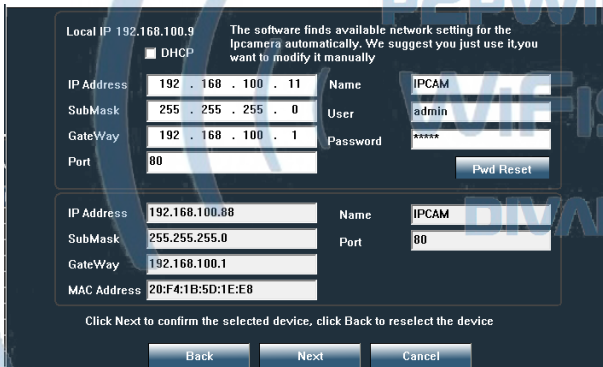 P2PWIFI
Local IP 192.168.100.9
The software finds available network setting for the
Ipcamera automatically. We suggest you just use it,you
want to modify it manually
DHCP
IP Address 192 . 168 . 100 . 11 Name IPCAM
SubMask 255 . 255 . 255 . 0 User admin
GateWay 192 . 168 . 100 . 1 Password *****
Port 80
Pwd Reset
IP Address 192.168.100.88 Name IPCAM
SubMask 255.255.255.0 Port 80
GateWay 192.168.100.1
MAC Address 20:F4:1B:5D:1E:E8
Click Next to confirm the selected device, click Back to reselect the device
Back Next Cancel